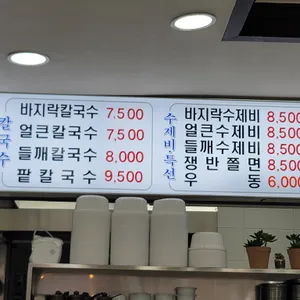 칼국수
바지락칼국수 7,500
얼큰칼국수 7,500
들깨칼국수 8,000
팥칼국수 9,500
수제비·특선
바지락수제비 8,500
얼큰수제비 8,500
들깨수제비 8,500
쟁반쫄면 8,500
우동 6,000